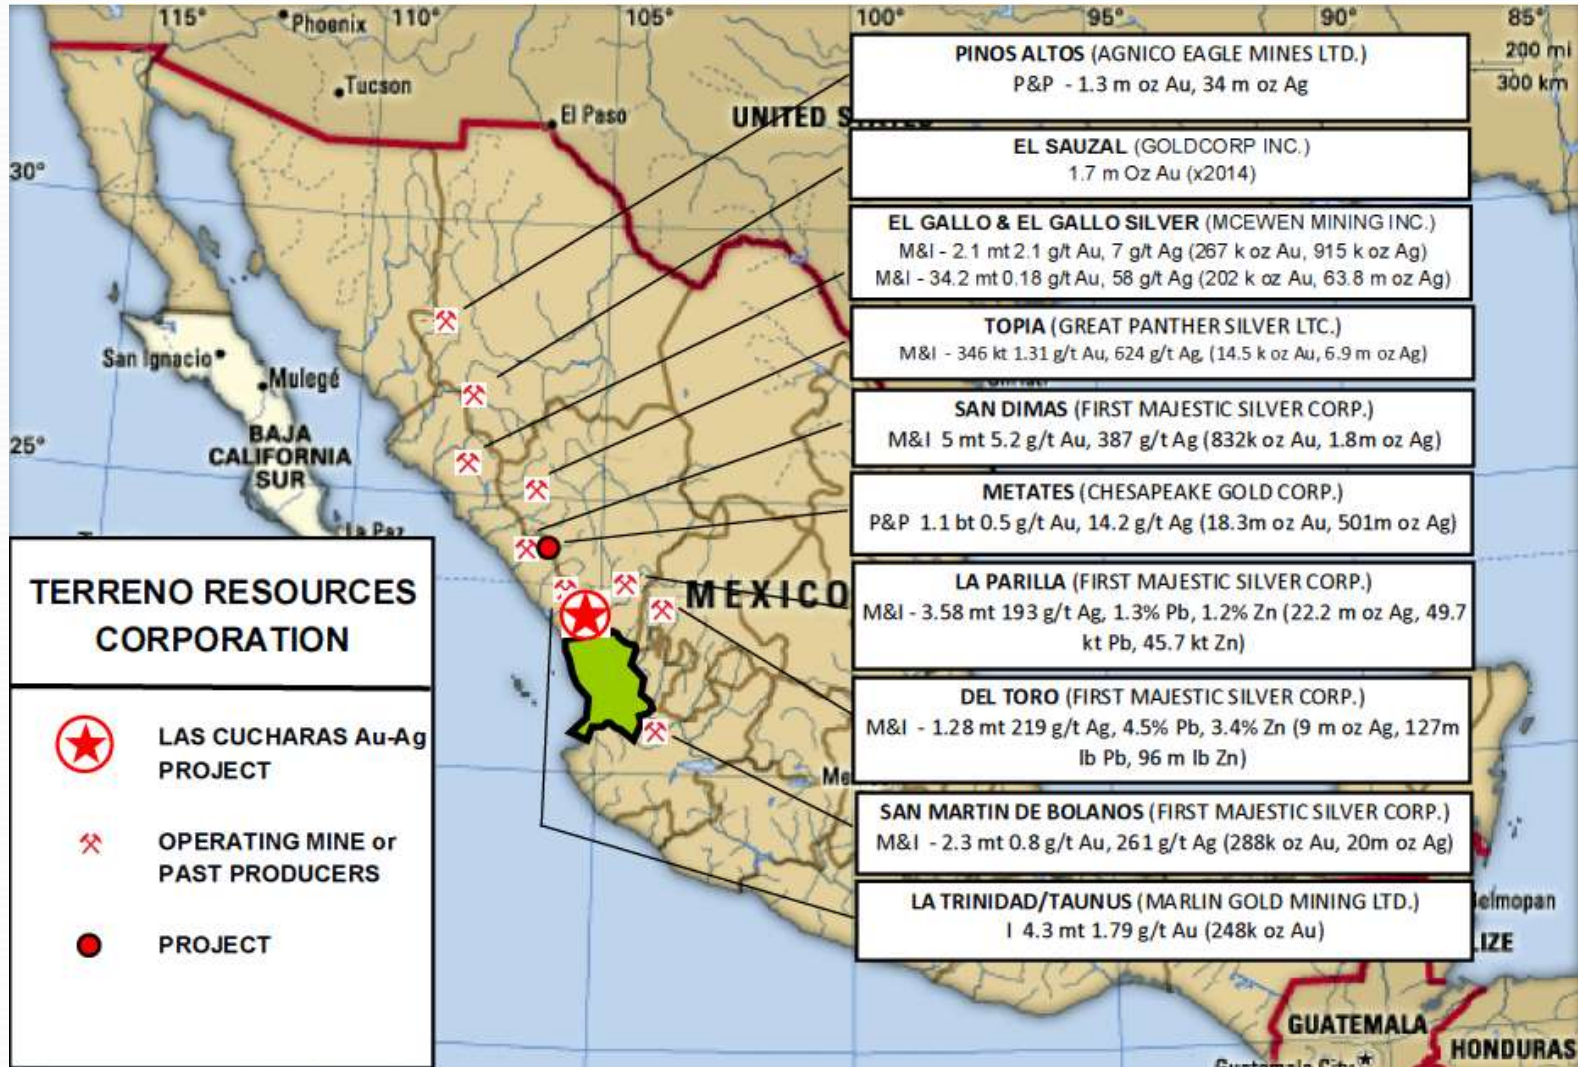 115°
110°
105°
100°
95°
90°
85°
Phoenix
Tucson
El Paso
UNITED STATES
200 mi
300 km
30°
25°
San Ignacio
Mulegé
BAJA
CALIFORNIA
SUR
La Paz
MEXICO
PINOS ALTOS (AGNICO EAGLE MINES LTD.)
P&P - 1.3 m oz Au, 34 m oz Ag
EL SAUZAL (GOLDCORP INC.)
1.7 m Oz Au (x2014)
EL GALLO & EL GALLO SILVER (MCEWEN MINING INC.)
M&I - 2.1 mt 2.1 g/t Au, 7 g/t Ag (267 k oz Au, 915 k oz Ag)
M&I - 34.2 mt 0.18 g/t Au, 58 g/t Ag (202 k oz Au, 63.8 m oz Ag)
TOPIA (GREAT PANTHER SILVER LTC.)
M&I - 346 kt 1.31 g/t Au, 624 g/t Ag, (14.5 k oz Au, 6.9 m oz Ag)
SAN DIMAS (FIRST MAJESTIC SILVER CORP.)
M&I 5 mt 5.2 g/t Au, 387 g/t Ag (832k oz Au, 1.8m oz Ag)
METATES (CHESAPEAKE GOLD CORP.)
P&P 1.1 bt 0.5 g/t Au, 14.2 g/t Ag (18.3m oz Au, 501m oz Ag)
LA PARILLA (FIRST MAJESTIC SILVER CORP.)
M&I - 3.58 mt 193 g/t Ag, 1.3% Pb, 1.2% Zn (22.2 m oz Ag, 49.7
kt Pb, 45.7 kt Zn)
DEL TORO (FIRST MAJESTIC SILVER CORP.)
M&I - 1.28 mt 219 g/t Ag, 4.5% Pb, 3.4% Zn (9 m oz Ag, 127m
lb Pb, 96 m lb Zn)
SAN MARTIN DE BOLANOS (FIRST MAJESTIC SILVER CORP.)
M&I - 2.3 mt 0.8 g/t Au, 261 g/t Ag (288k oz Au, 20m oz Ag)
LA TRINIDAD/TAUNUS (MARLIN GOLD MINING LTD.)
I 4.3 mt 1.79 g/t Au (248k oz Au)
TERRENO RESOURCES
CORPORATION
LAS CUCHARAS Au-Ag
PROJECT
OPERATING MINE or
PAST PRODUCERS
PROJECT
Me
elmopan
LIZE
GUATEMALA
HONDURAS
Guatemala City